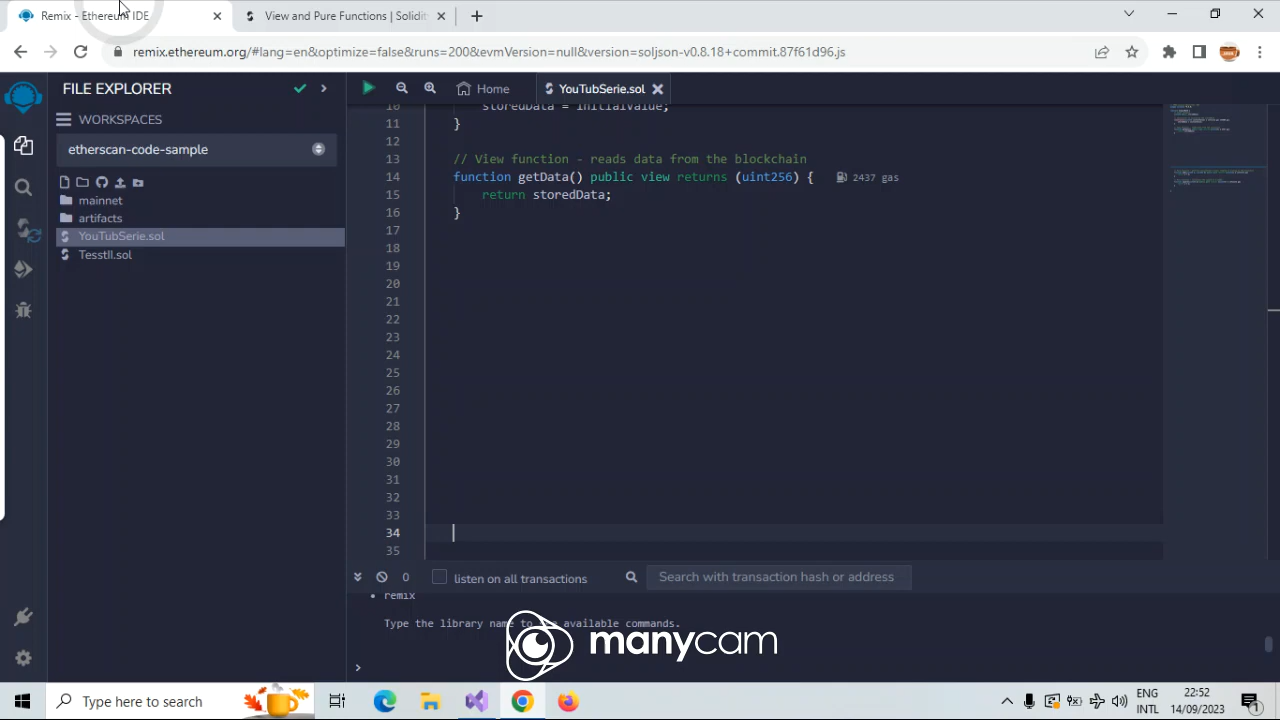 Remix - Ethereum IDE
View and Pure Functions | Solidit
remix.ethereum.org/#lang=en&optimize=false&runs=200&evmVersion=null&version=soljson-v0.8.18+commit.87f61d96.js
FILE EXPLORER
Home
YouTubSerie.sol
WORKSPACES
etherscan-code-sample
mainnet
artifacts
YouTubSerie.sol
TesstII.sol
10 storedData = initialValue;
11 }
12
13 // View function - reads data from the blockchain
14 function getData() public view returns (uint256) { 2437 gas
15 return storedData;
16 }
17
18
19
20
21
22
23
24
25
26
27
28
29
30
31
32
33
34
35
0 listen on all transactions Search with transaction hash or address
• remix
Type the library name to see available commands.
>
manycam
Type here to search
ENG
INTL
22:52
14/09/2023
1